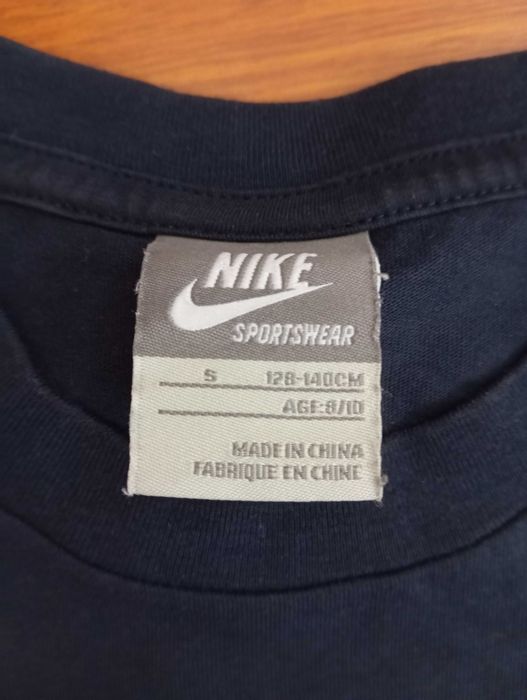 NIKE
SPORTSWEAR
S 128-140CM
AGE:8/10
MADE IN CHINA
FABRIQUE EN CHINE